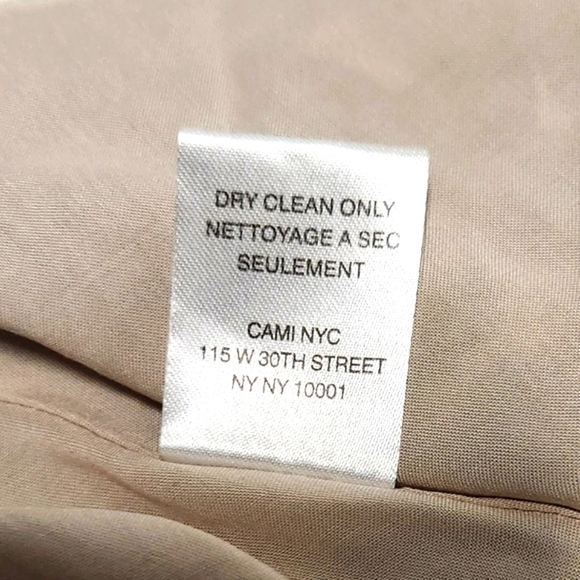 DRY CLEAN ONLY
NETTOYAGE A SEC
SEULEMENT
CAMI NYC
115 W 30TH STREET
NY NY 10001